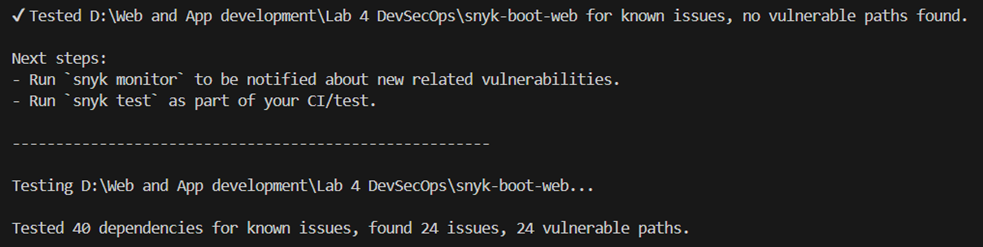 ✓ Tested D:\Web and App development\Lab 4 DevSecOps\snyk-boot-web for known issues, no vulnerable paths found.
Next steps:
- Run `snyk monitor` to be notified about new related vulnerabilities.
- Run `snyk test` as part of your CI/test.
-------------------------------------------------------
Testing D:\Web and App development\Lab 4 DevSecOps\snyk-boot-web...
Tested 40 dependencies for known issues, found 24 issues, 24 vulnerable paths.